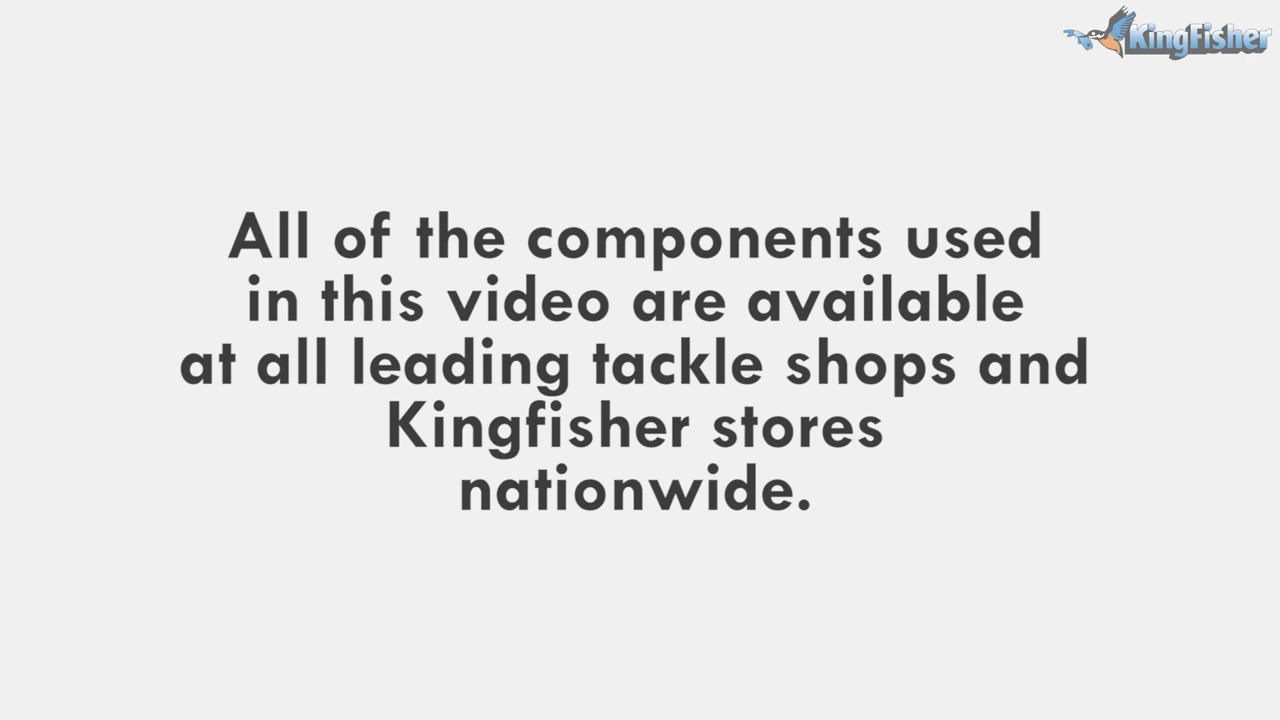 KingFisher
All of the components used
in this video are available
at all leading tackle shops and
Kingfisher stores
nationwide.